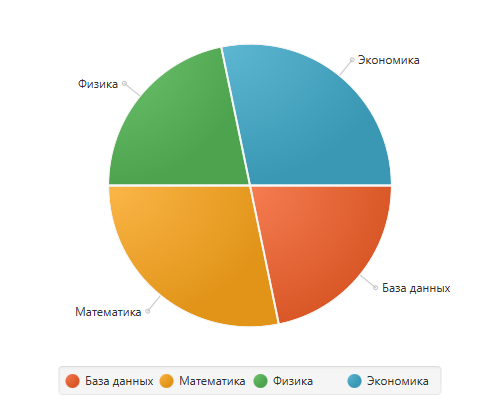 Экономика
Физика
База данных
Математика
База данных Математика Физика Экономика